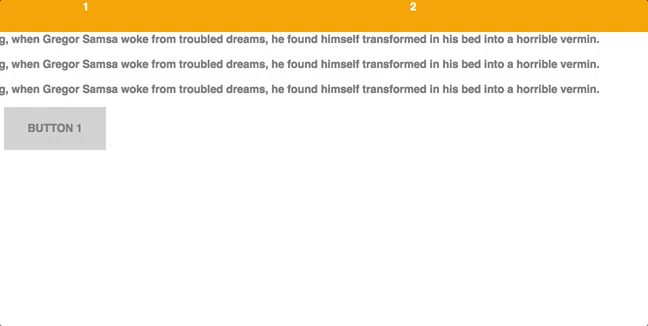 1 2
g, when Gregor Samsa woke from troubled dreams, he found himself transformed in his bed into a horrible vermin.
g, when Gregor Samsa woke from troubled dreams, he found himself transformed in his bed into a horrible vermin.
g, when Gregor Samsa woke from troubled dreams, he found himself transformed in his bed into a horrible vermin.
BUTTON 1